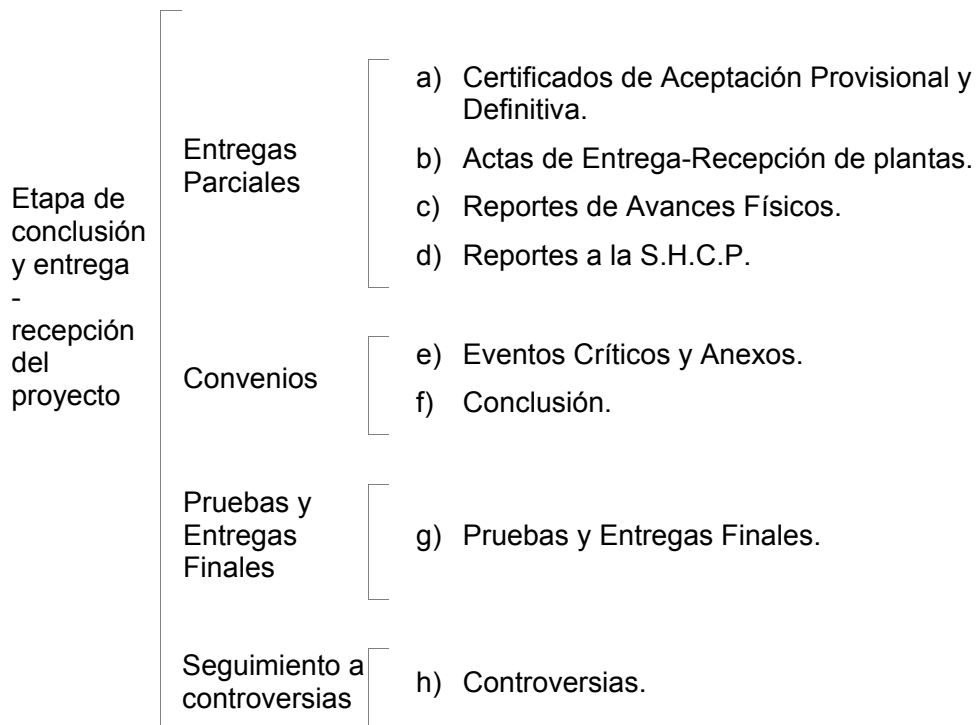 Etapa de
conclusión
y entrega
-
recepción
del
proyecto
Entregas
Parciales
a) Certificados de Aceptación Provisional y
Definitiva.
b) Actas de Entrega-Recepción de plantas.
c) Reportes de Avances Físicos.
d) Reportes a la S.H.C.P.
Convenios
e) Eventos Críticos y Anexos.
f) Conclusión.
Pruebas y
Entregas
Finales
g) Pruebas y Entregas Finales.
Seguimiento a
controversias
h) Controversias.